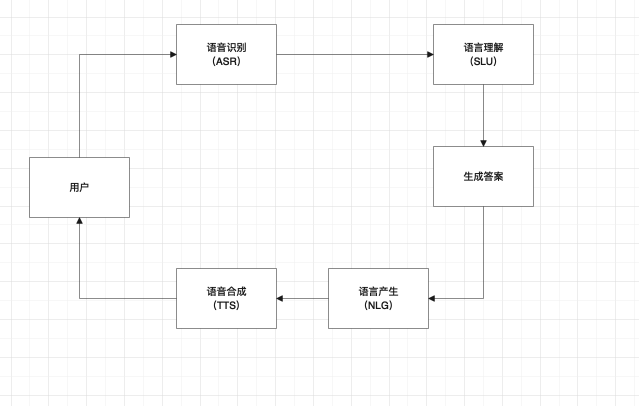 语音识别
（ASR）
语言理解
（SLU）
用户
生成答案
语音合成
（TTS）
语言产生
（NLG）